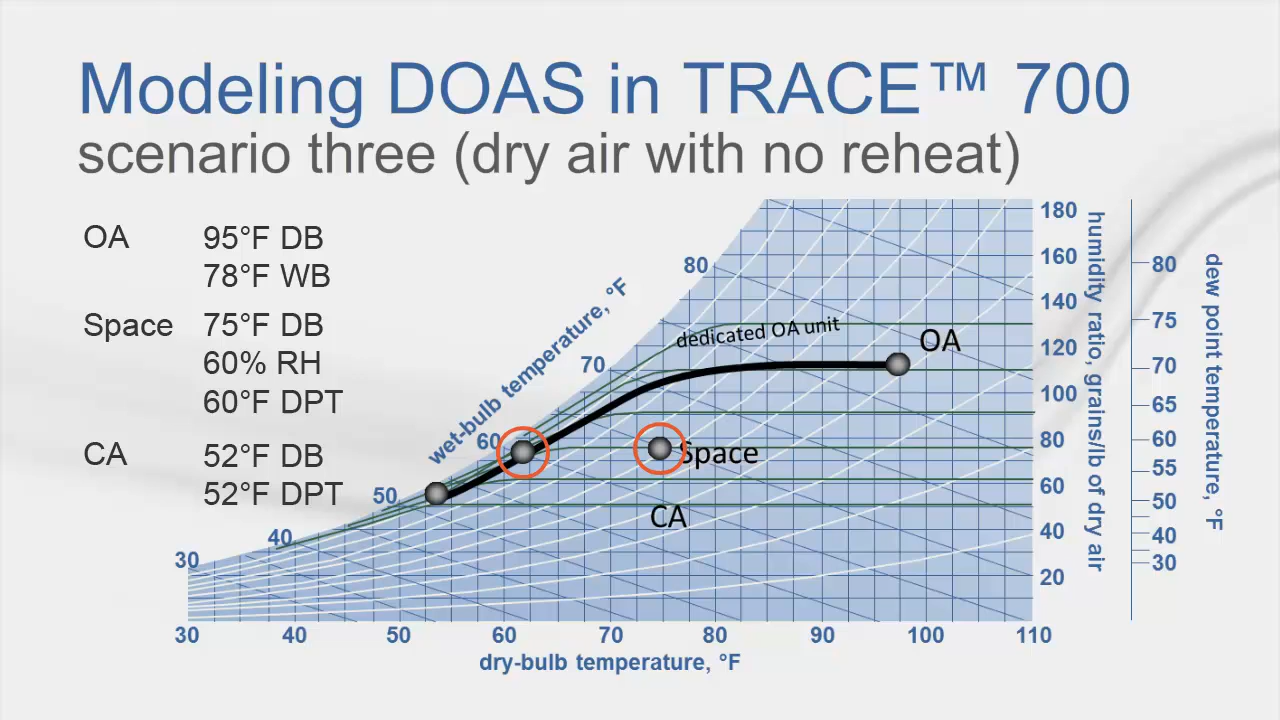 Modeling DOAS in TRACE™ 700
scenario three (dry air with no reheat)
OA 95°F DB
78°F WB
Space 75°F DB
60% RH
60°F DPT
CA 52°F DB
52°F DPT
wet-bulb temperature, °F
30
40
50
60
70
80
dedicated OA unit
OA
Space
CA
180
160
140
120
100
80
60
40
20
humidity ratio, grains/lb of dry air
80
75
70
65
60
55
50
40
30
dew point temperature, °F
30 40 50 60 70 80 90 100 110
dry-bulb temperature, °F